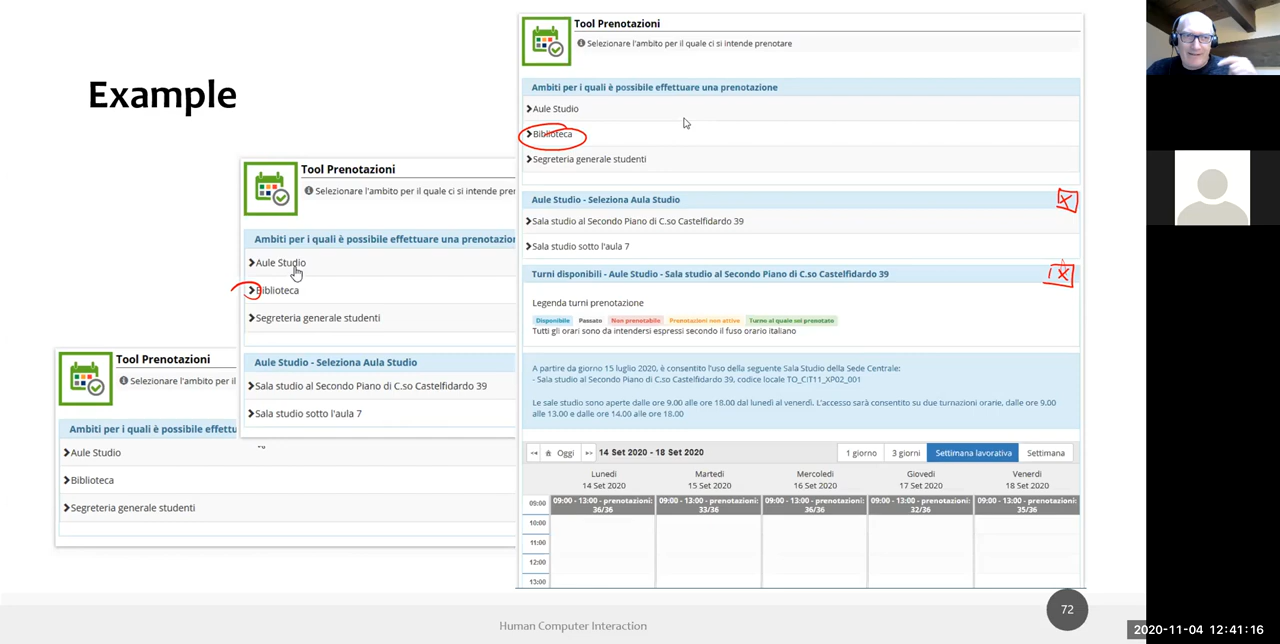 Example
Tool Prenotazioni
Selezionare l'ambito per il quale ci si intende prenotare
Ambiti per i quali è possibile effettuare una prenotazione
Aule Studio
Biblioteca
Segreteria generale studenti
Aule Studio - Seleziona Aula Studio
X
Sala studio al Secondo Piano di C.so Castelfidardo 39
Sala studio sotto l'aula 7
Turni disponibili - Aule Studio - Sala studio al Secondo Piano di C.so Castelfidardo 39
X
Legenda turni prenotazione
Disponibile Passato Non prenotabile Prenotazioni non attive Turno al quale sei prenotato
Tutti gli orari sono da intendersi espressi secondo il fuso orario italiano
A partire da giorno 15 luglio 2020, è consentito l'uso della seguente Sala Studio della Sede Centrale:
- Sala studio al Secondo Piano di C.so Castelfidardo 39, codice locale TO_CIT11_XP02_001
Le sale studio sono aperte dalle ore 9.00 alle ore 18.00 dal lunedì al venerdì. L'accesso sarà consentito su due turnazioni orarie, dalle ore 9.00
alle 13.00 e dalle ore 14.00 alle ore 18.00
<< Oggi >> 14 Set 2020 - 18 Set 2020 1 giorno 3 giorni Settimana lavorativa Settimana
Lunedì Martedì Mercoledì Giovedì Venerdì
14 Set 2020 15 Set 2020 16 Set 2020 17 Set 2020 18 Set 2020
09:00 09:00 - 13:00 - prenotazioni: 09:00 - 13:00 - prenotazioni: 09:00 - 13:00 - prenotazioni: 09:00 - 13:00 - prenotazioni: 09:00 - 13:00 - prenotazioni:
36/36 33/36 36/36 32/36 35/36
10:00
11:00
12:00
13:00
Tool Prenotazioni
Selezionare l'ambito per il quale ci si intende pren
Ambiti per i quali è possibile effettuare una prenotazion
Aule Studio
Biblioteca
Segreteria generale studenti
Aule Studio - Seleziona Aula Studio
Sala studio al Secondo Piano di C.so Castelfidardo 39
Sala studio sotto l'aula 7
Tool Prenotazioni
Selezionare l'ambito per il
Ambiti per i quali è possibile effettu
Aule Studio
Biblioteca
Segreteria generale studenti
Human Computer Interaction
72
2020-11-04 12:41:16